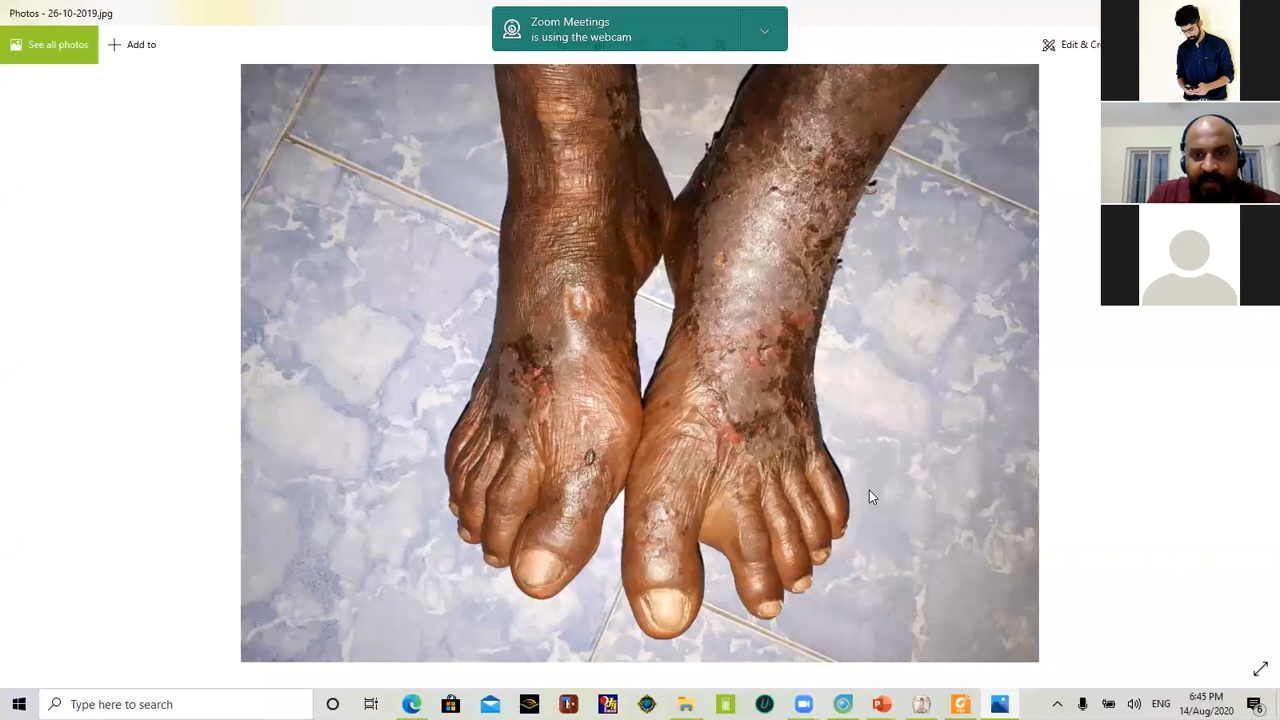 Photos - 26-10-2019.jpg
Zoom Meetings
is using the webcam
See all photos
Add to
Edit & Cr
Type here to search
ENG
6:45 PM
14/Aug/2020
6